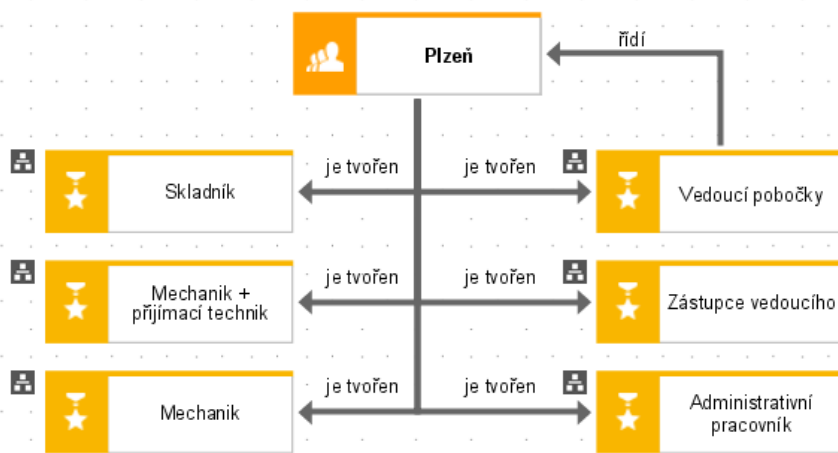 Plzeň
řídí
je tvořen
je tvořen
Skladník
Vedoucí pobočky
je tvořen
je tvořen
Mechanik +
přijímací technik
Zástupce vedoucího
je tvořen
je tvořen
Mechanik
Administrativní
pracovník